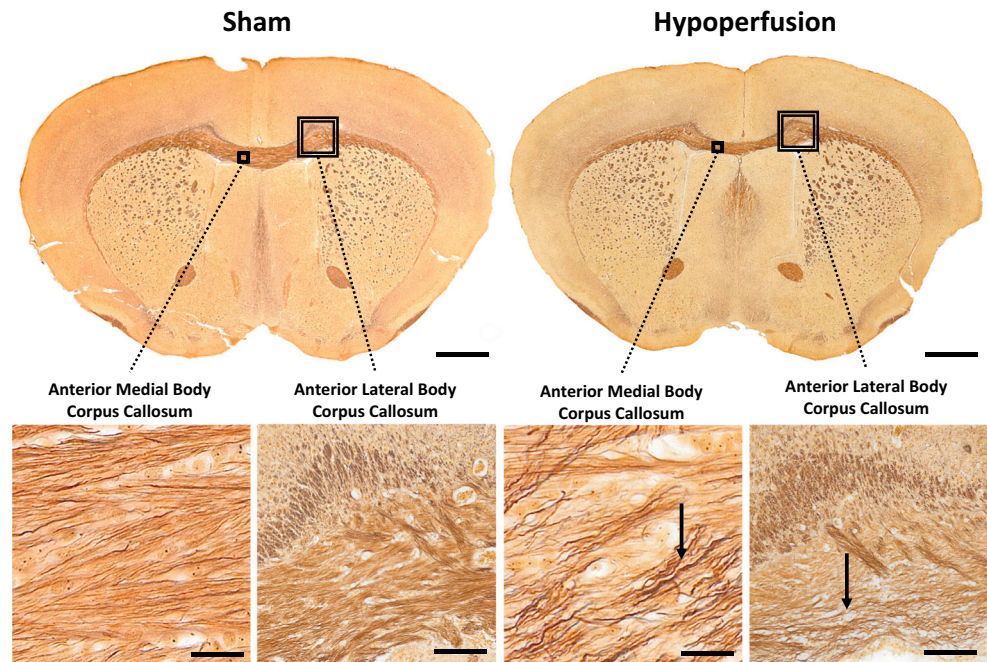 Sham
Hypoperfusion
Anterior Medial Body
Corpus Callosum
Anterior Lateral Body
Corpus Callosum
Anterior Medial Body
Corpus Callosum
Anterior Lateral Body
Corpus Callosum